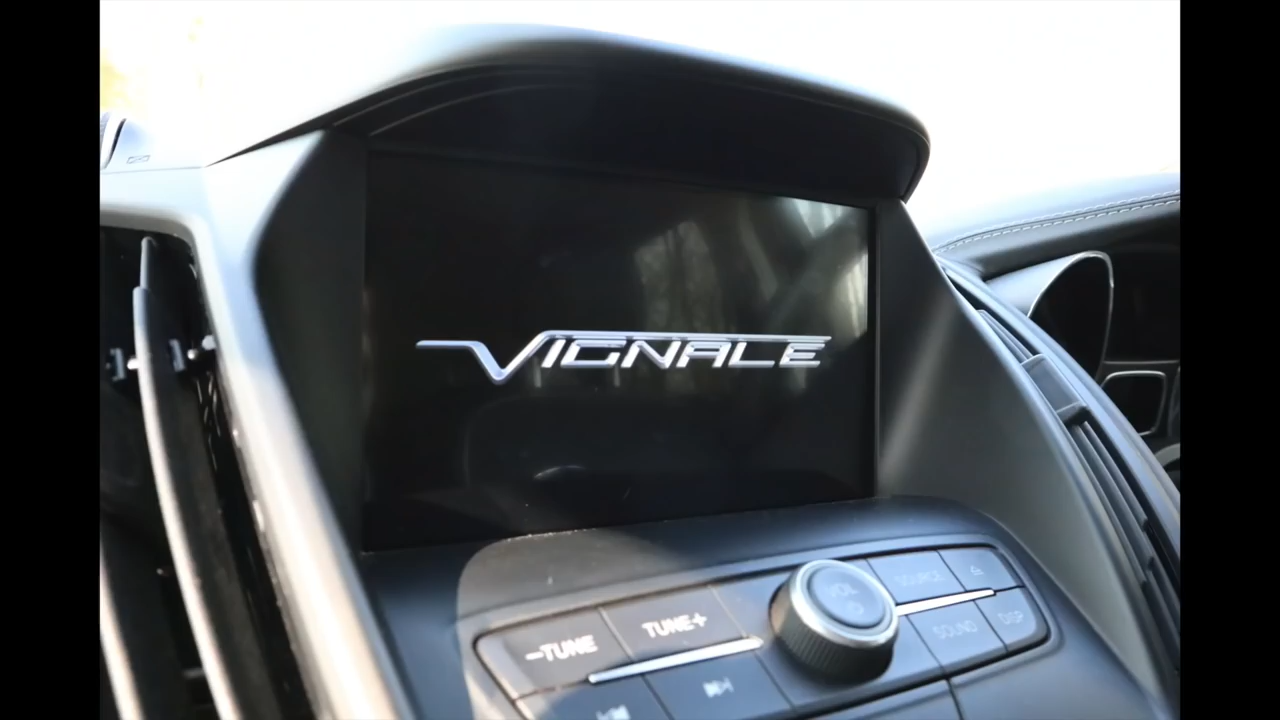 VIGNALE
VOL
SOURCE
-TUNE
TUNE+
SOUND
DISP